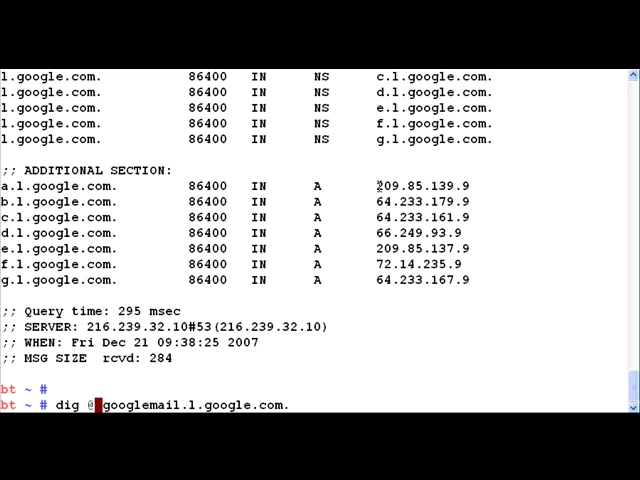 l.google.com. 86400 IN NS c.l.google.com.
l.google.com. 86400 IN NS d.l.google.com.
l.google.com. 86400 IN NS e.l.google.com.
l.google.com. 86400 IN NS f.l.google.com.
l.google.com. 86400 IN NS g.l.google.com.
;; ADDITIONAL SECTION:
a.l.google.com. 86400 IN A 209.85.139.9
b.l.google.com. 86400 IN A 64.233.179.9
c.l.google.com. 86400 IN A 64.233.161.9
d.l.google.com. 86400 IN A 66.249.93.9
e.l.google.com. 86400 IN A 209.85.137.9
f.l.google.com. 86400 IN A 72.14.235.9
g.l.google.com. 86400 IN A 64.233.167.9
;; Query time: 295 msec
;; SERVER: 216.239.32.10#53(216.239.32.10)
;; WHEN: Fri Dec 21 09:38:25 2007
;; MSG SIZE rcvd: 284
bt ~ #
bt ~ # dig @ googlemail.l.google.com.